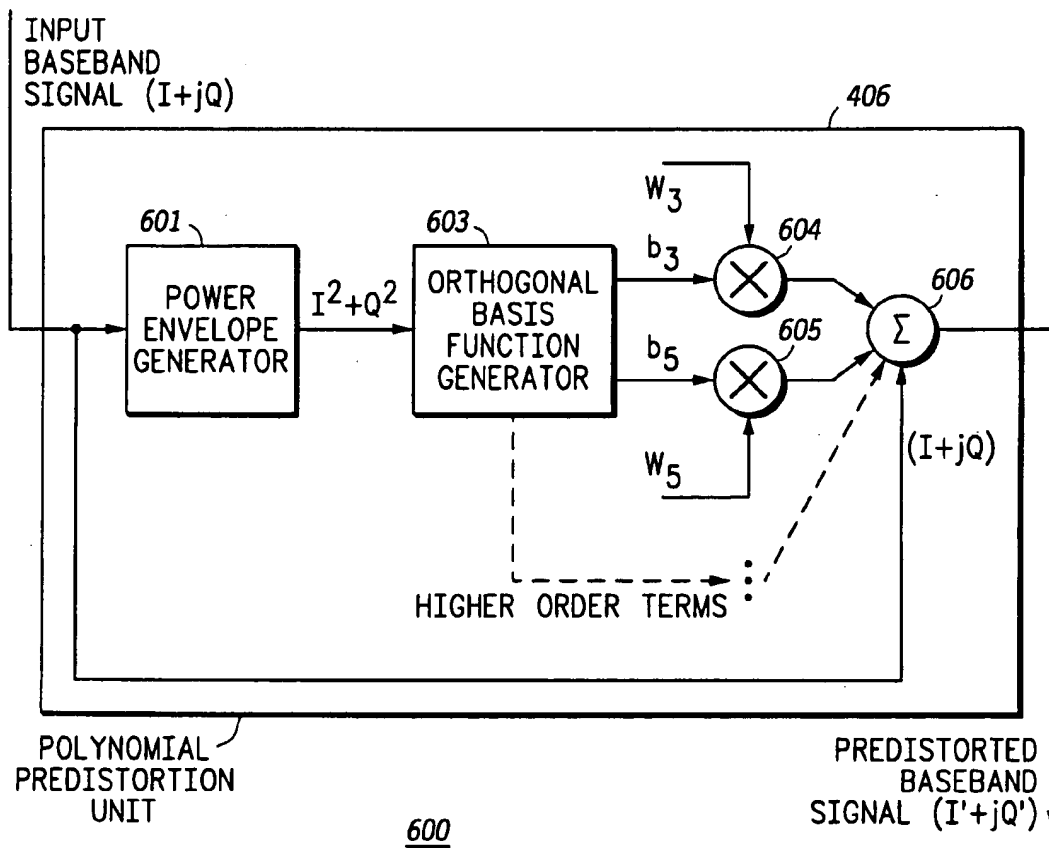 INPUT
BASEBAND
SIGNAL (I+jQ)
406
601
POWER
ENVELOPE
GENERATOR
I²+Q²
603
ORTHOGONAL
BASIS
FUNCTION
GENERATOR
W₃
b₃
604
b₅
605
W₅
606
Σ
(I+jQ)
HIGHER ORDER TERMS
POLYNOMIAL
PREDISTORTION
UNIT
PREDISTORTED
BASEBAND
SIGNAL (I'+jQ')
600